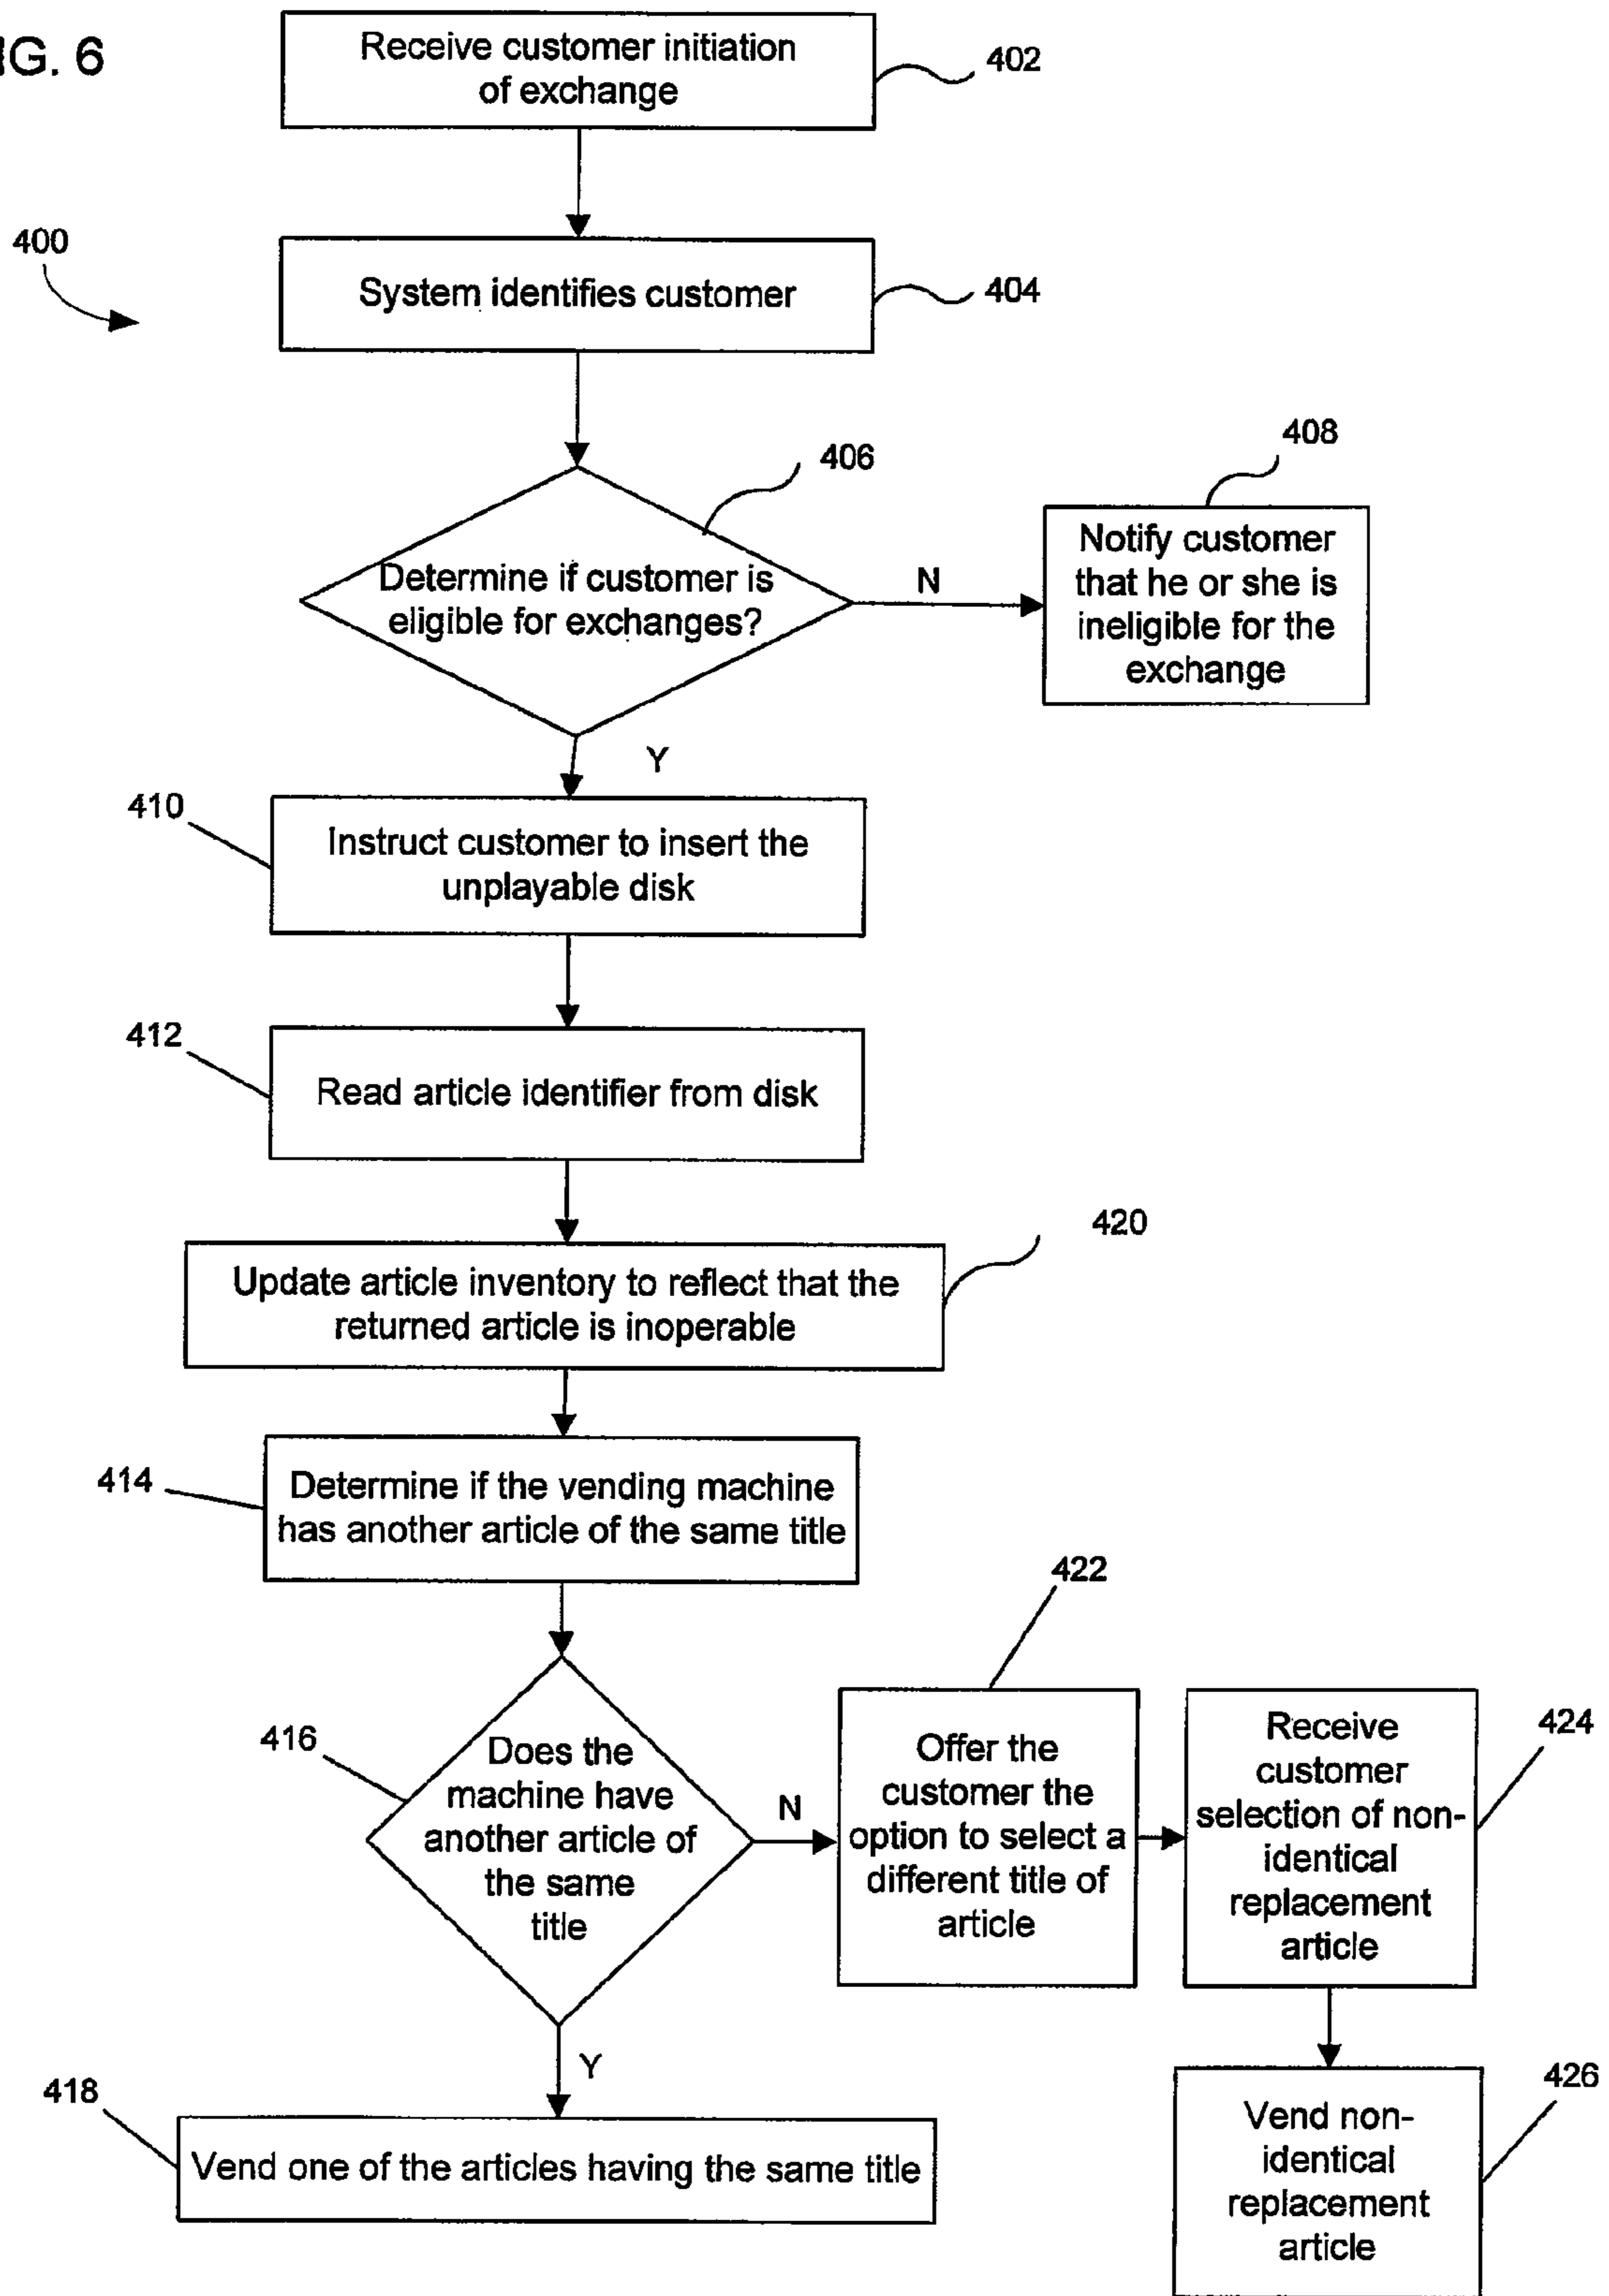 IG. 6
Receive customer initiation
of exchange
402
400
System identifies customer
404
406
408
Determine if customer is
eligible for exchanges?
N
Notify customer
that he or she is
ineligible for the
exchange
Y
410
Instruct customer to insert the
unplayable disk
412
Read article identifier from disk
420
Update article inventory to reflect that the
returned article is inoperable
414
Determine if the vending machine
has another article of the same title
422
416
Does the
machine have
another article of
the same
title
N
Offer the
customer the
option to select a
different title of
article
Receive
customer
selection of non-
identical
replacement
article
424
Y
418
Vend one of the articles having the same title
426
Vend non-
identical
replacement
article